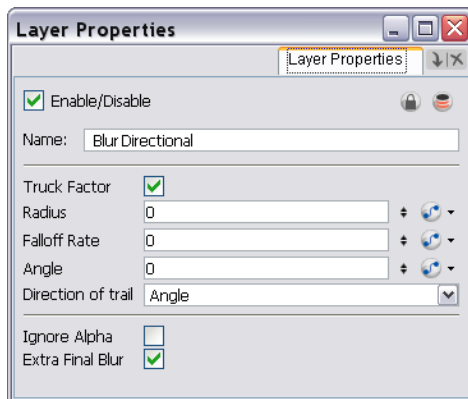 Layer Properties
Layer Properties
Enable/Disable
Name: Blur Directional
Truck Factor
Radius 0
Falloff Rate 0
Angle 0
Direction of trail Angle
Ignore Alpha
Extra Final Blur